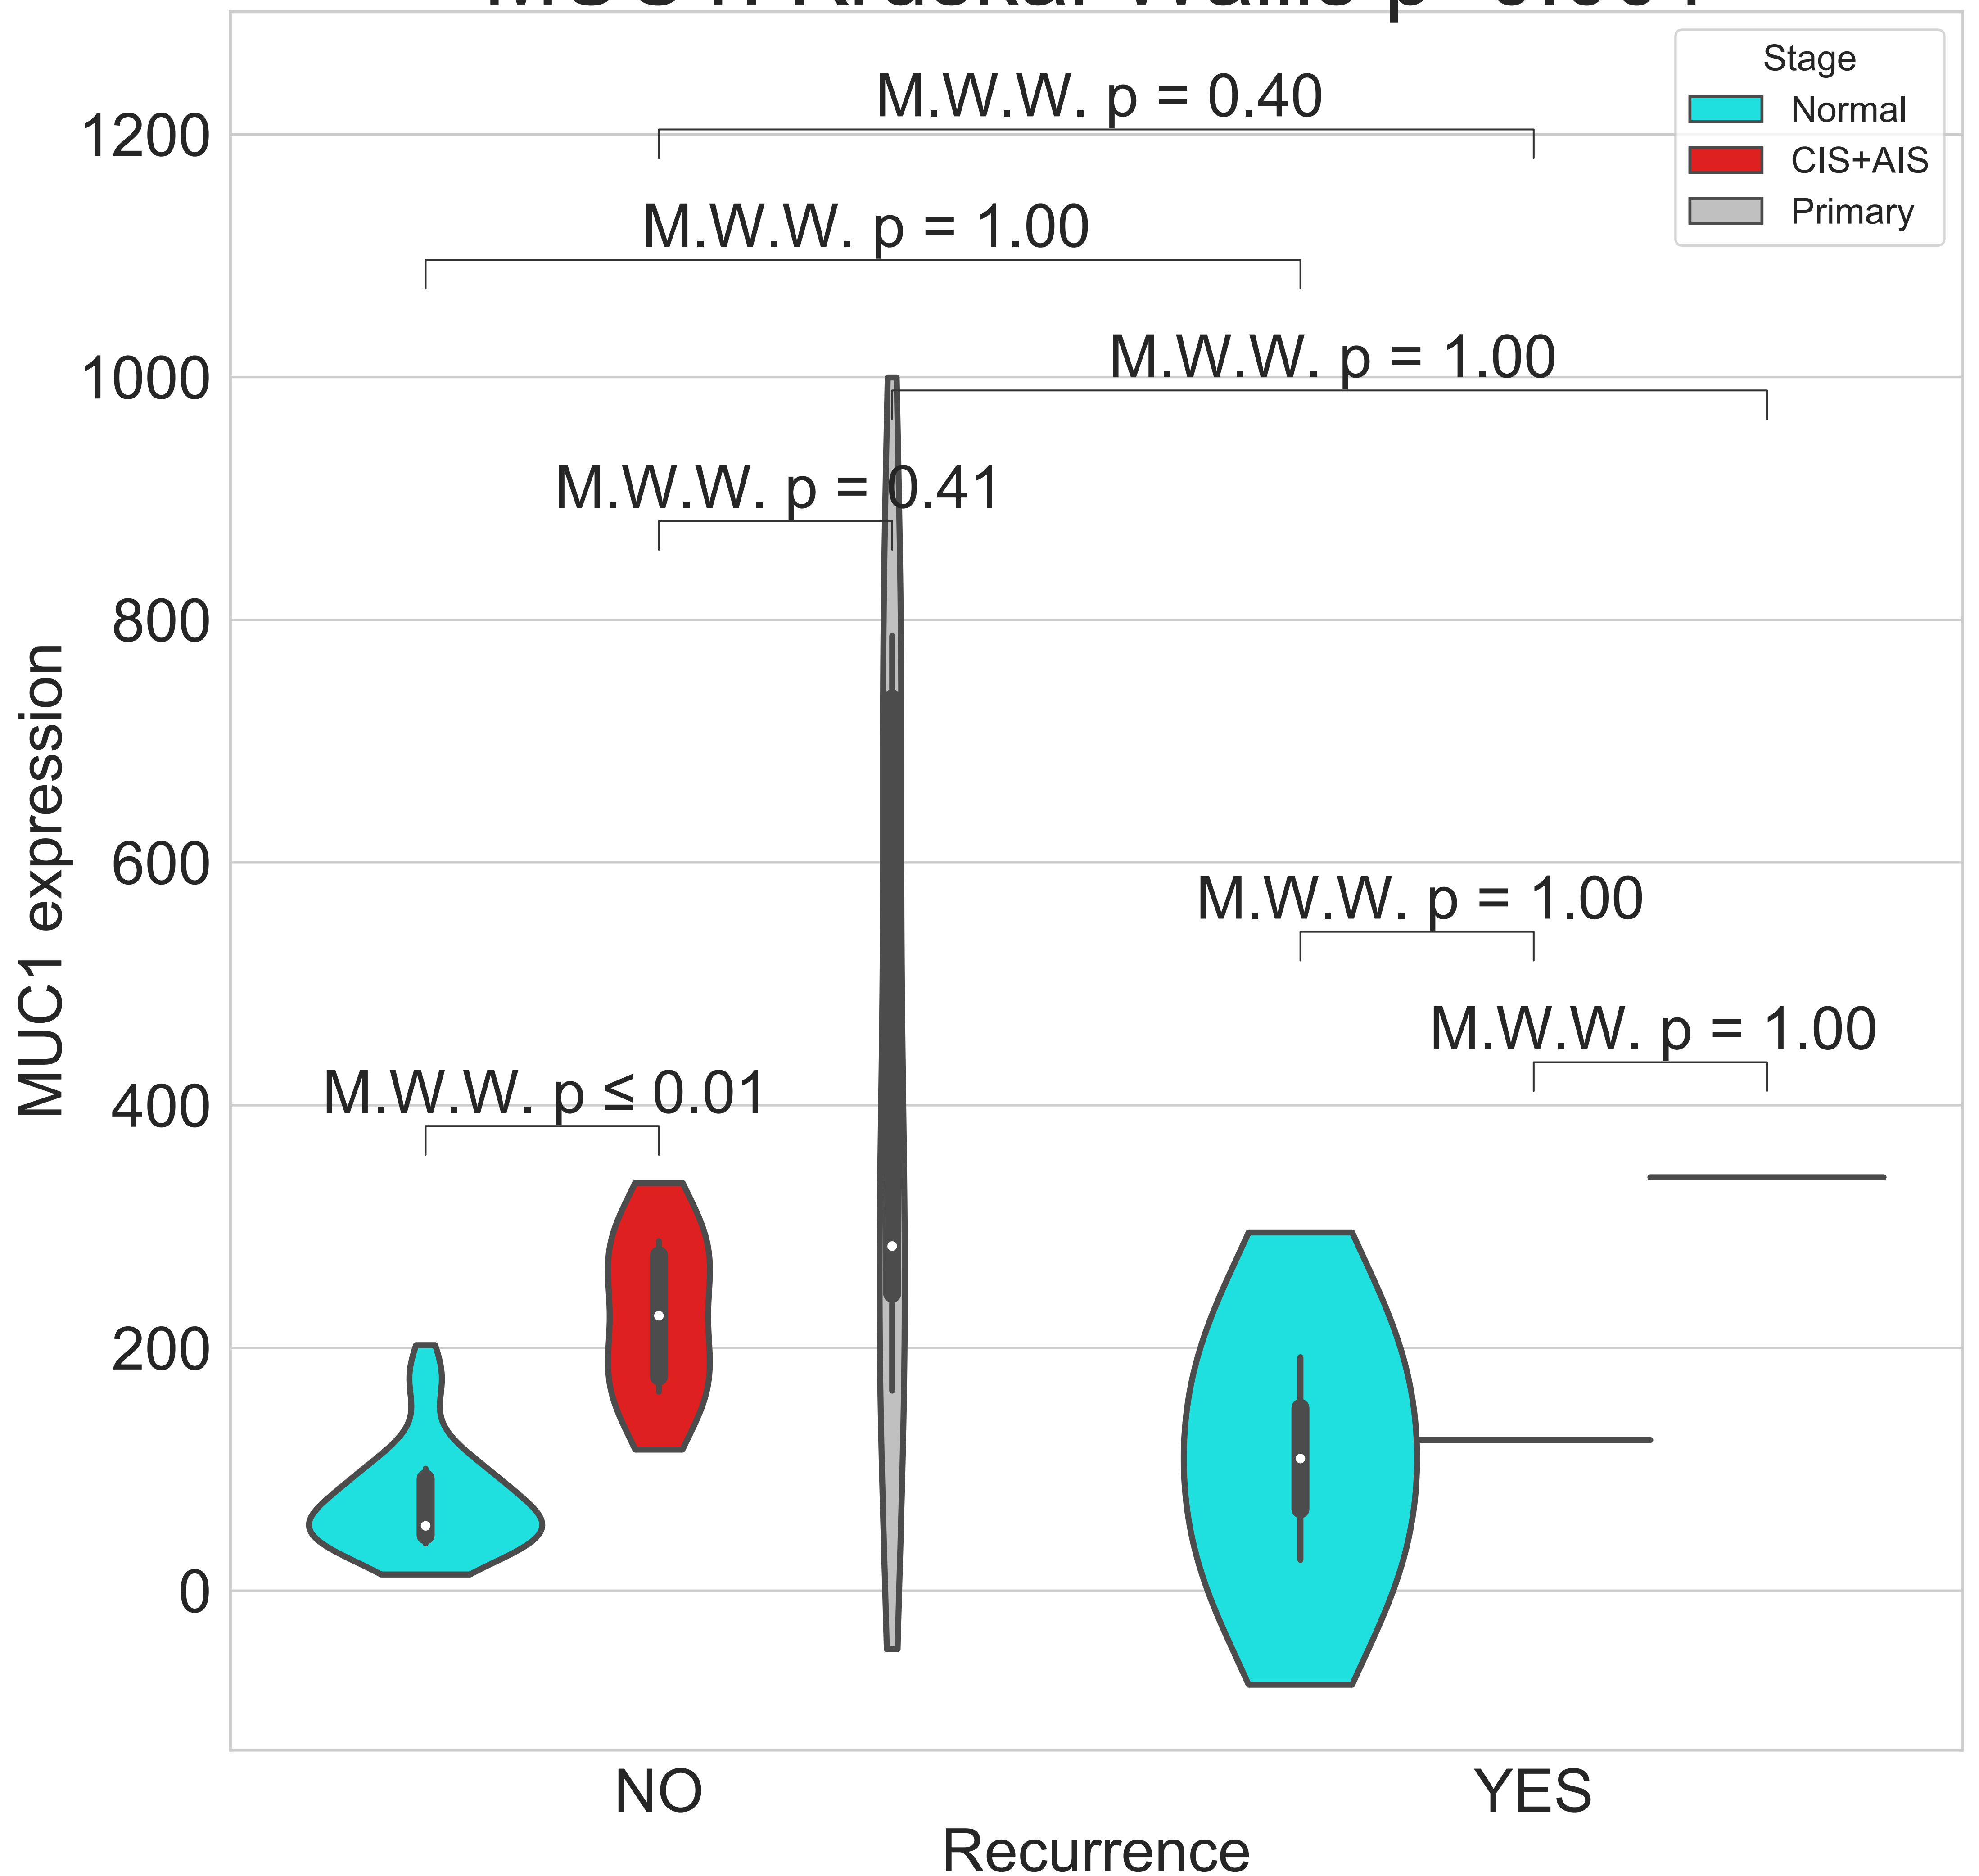 Stage
Normal
CIS+AIS
Primary
M.W.W. p = 0.40
1200
M.W.W. p = 1.00
M.W.W. p = 1.00
1000
M.W.W. p = 0.41
800
M.W.W. p = 1.00
600
M.W.W. p = 1.00
M.W.W. p ≤ 0.01
400
200
0
MUC1 expression
NO
YES
Recurrence